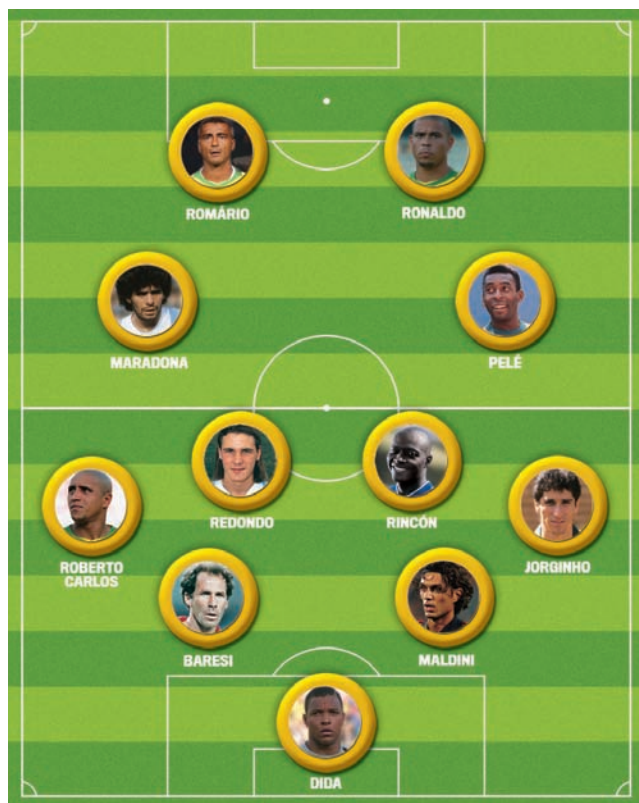 ROMÁRIO
RONALDO
MARADONA
PELÉ
REDONDO
RINCÓN
ROBERTO
CARLOS
JORGINHO
BARESI
MALDINI
DIDA